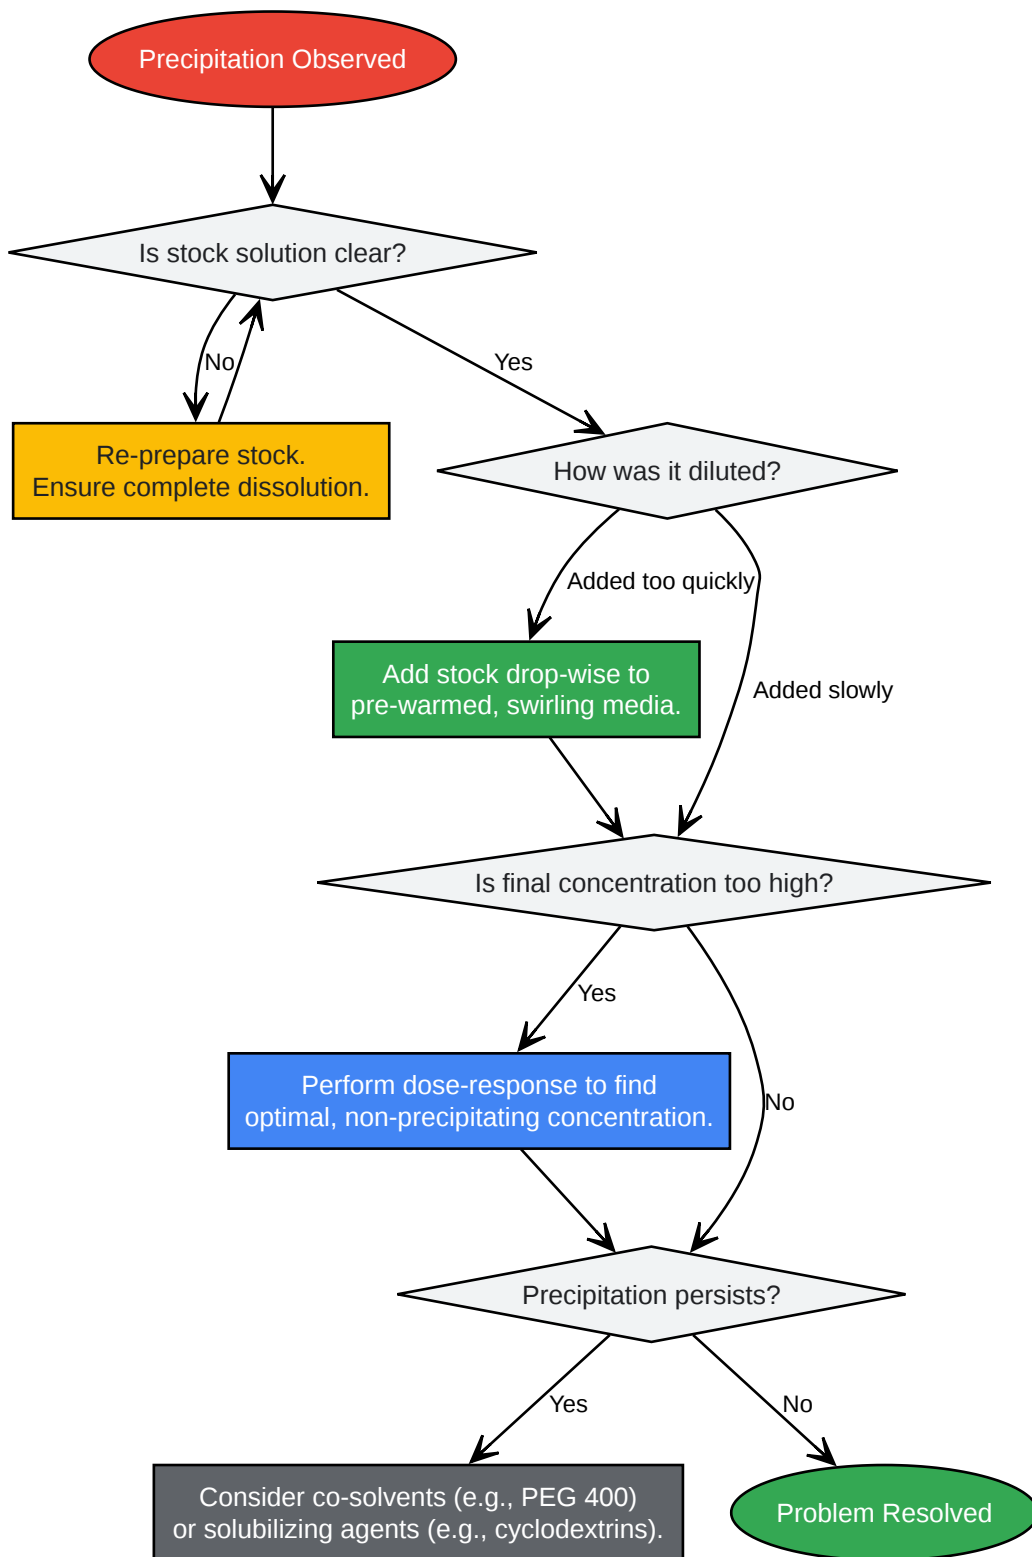 Precipitation Observed
Is stock solution clear?
No
Yes
Re-prepare stock.
Ensure complete dissolution.
How was it diluted?
Added too quickly
Add stock drop-wise to
pre-warmed, swirling media.
Added slowly
Is final concentration too high?
Yes
Perform dose-response to find
optimal, non-precipitating concentration.
No
Precipitation persists?
Yes
No
Consider co-solvents (e.g., PEG 400)
or solubilizing agents (e.g., cyclodextrins).
Problem Resolved